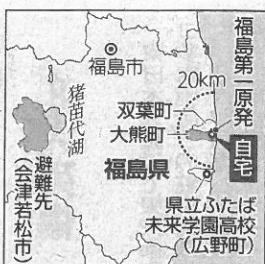 福島第一原発
20km
福島市
双葉町
大熊町
自宅
猪苗代湖
避難先
(会津若松市)
福島県
県立ふたば
未来学園高校
(広野町)